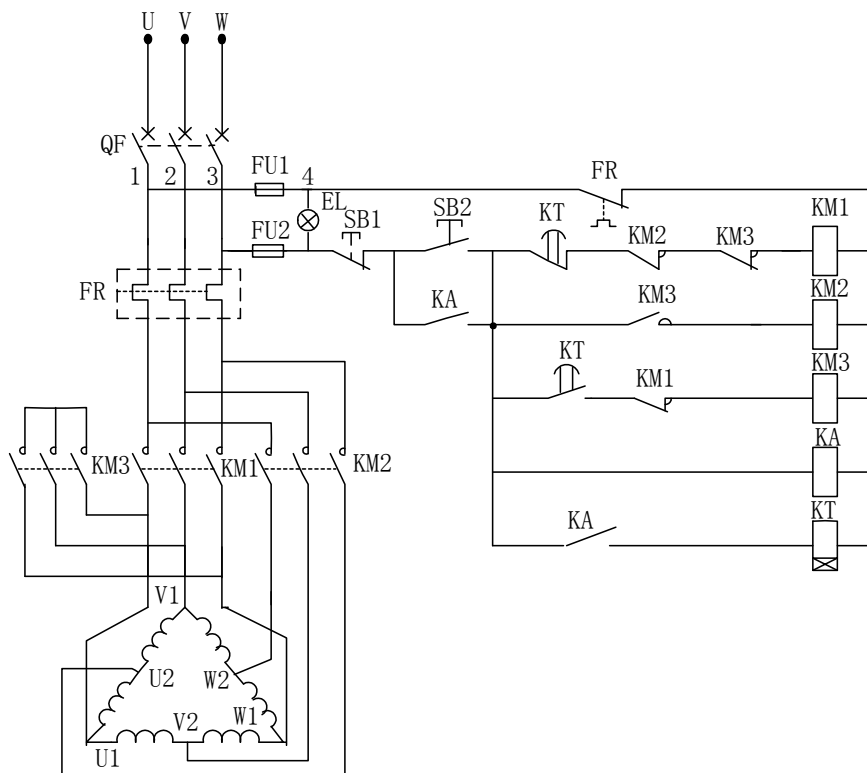 U V W
QF
1 2 3
FU1 4 FR
EL SB1 SB2 KT KM2 KM3 KM1
FU2
FR KA KM3 KM2
KT KM1 KM3
KM3 KM1 KM2 KA
KA KT
V1
U2 W2
V2 W1
U1